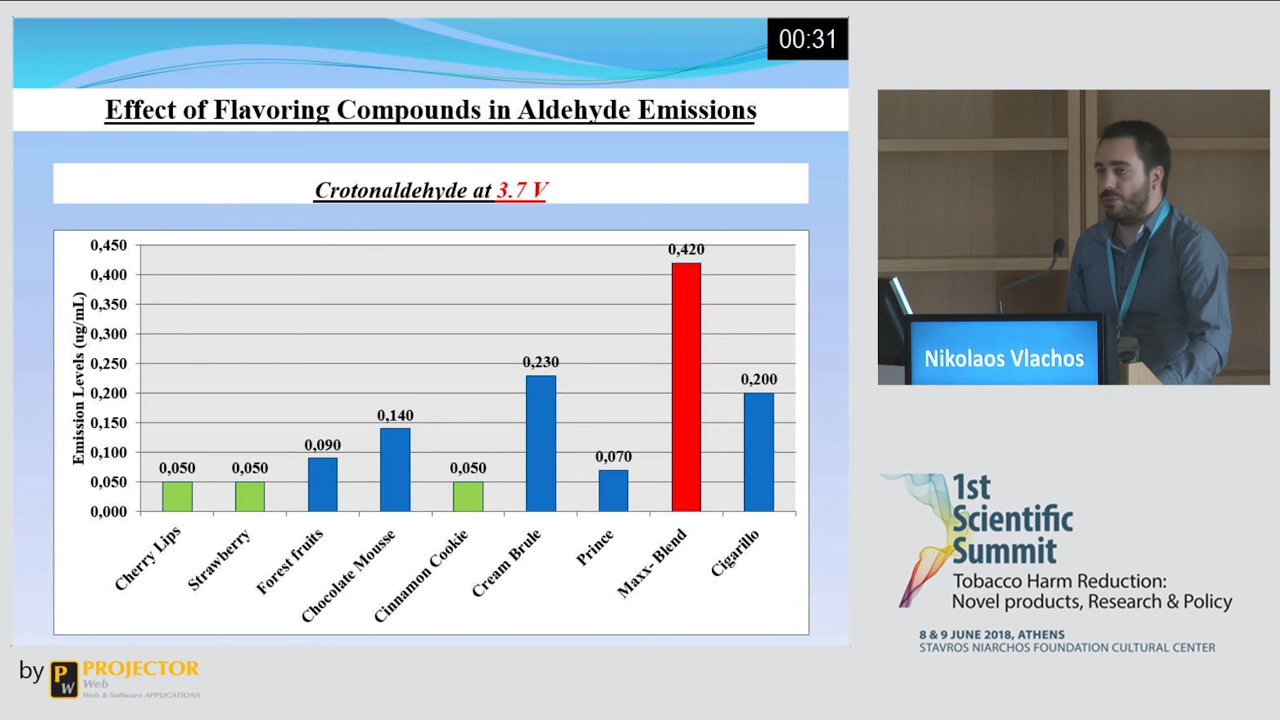 00:31
Effect of Flavoring Compounds in Aldehyde Emissions
Crotonaldehyde at 3.7 V
Emission Levels (ug/mL)
0,450
0,400
0,350
0,300
0,250
0,200
0,150
0,100
0,050
0,000
0,050
0,050
0,090
0,140
0,050
0,230
0,070
0,420
0,200
Cherry Lips
Strawberry
Forest fruits
Chocolate Mousse
Cinnamon Cookie
Cream Brule
Prince
Maxx- Blend
Cigarillo
Nikolaos Vlachos
1st
Scientific
Summit
Tobacco Harm Reduction:
Novel products, Research & Policy
8 & 9 JUNE 2018, ATHENS
STAVROS NIARCHOS FOUNDATION CULTURAL CENTER
by PW PROJECTOR
Web
Web & Software APPLICATIONS